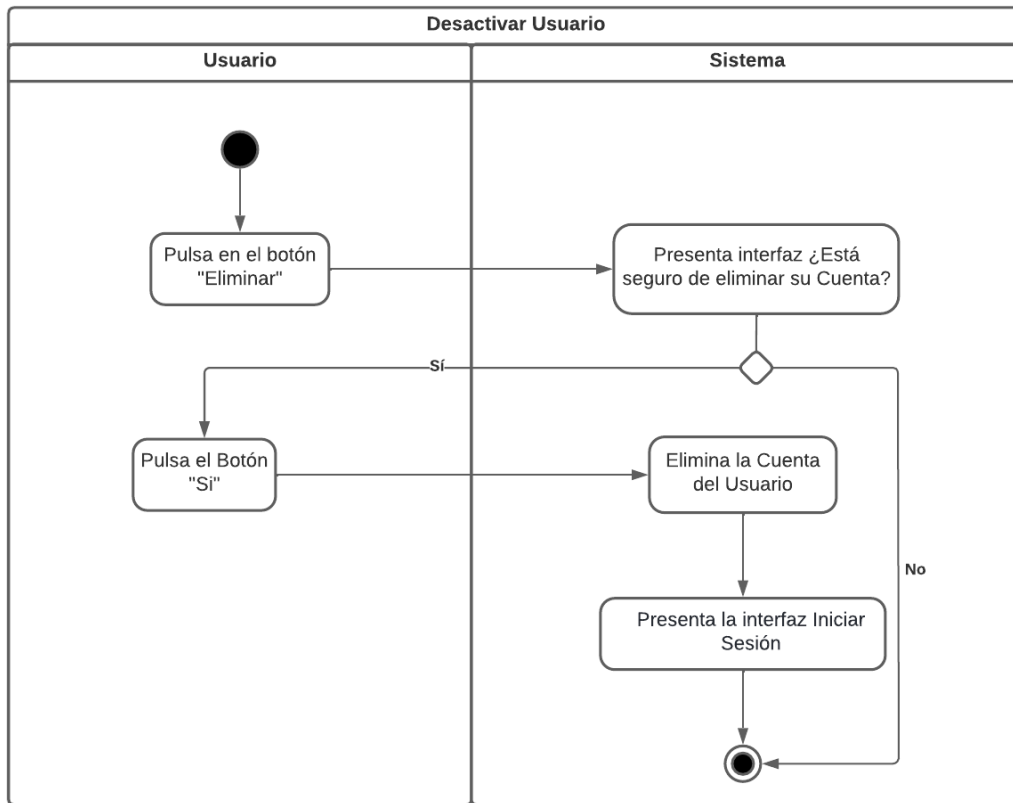 Desactivar Usuario
Usuario
Sistema
Pulsa en el botón
"Eliminar"
Presenta interfaz ¿Está
seguro de eliminar su Cuenta?
Sí
Pulsa el Botón
"Si"
Elimina la Cuenta
del Usuario
No
Presenta la interfaz Iniciar
Sesión